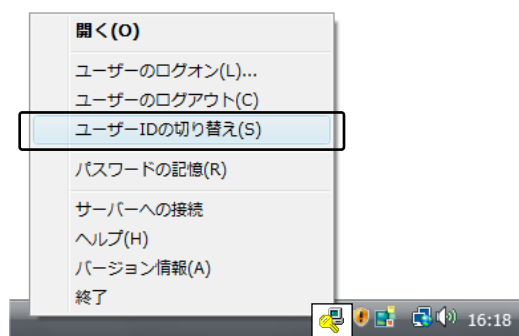 開く(O)
ユーザーのログオン(L)...
ユーザーのログアウト(C)
ユーザーIDの切り替え(S)
パスワードの記憶(R)
サーバーへの接続
ヘルプ(H)
バージョン情報(A)
終了
16:18